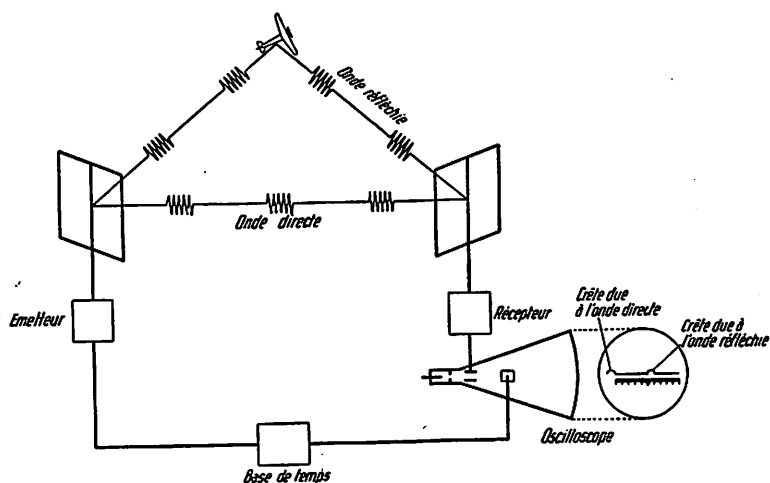 Onde réfléchie
Onde directe
Emetteur
Récepteur
Crête due
à l'onde directe
Crête due à
l'onde réfléchie
Oscilloscope
Base de temps